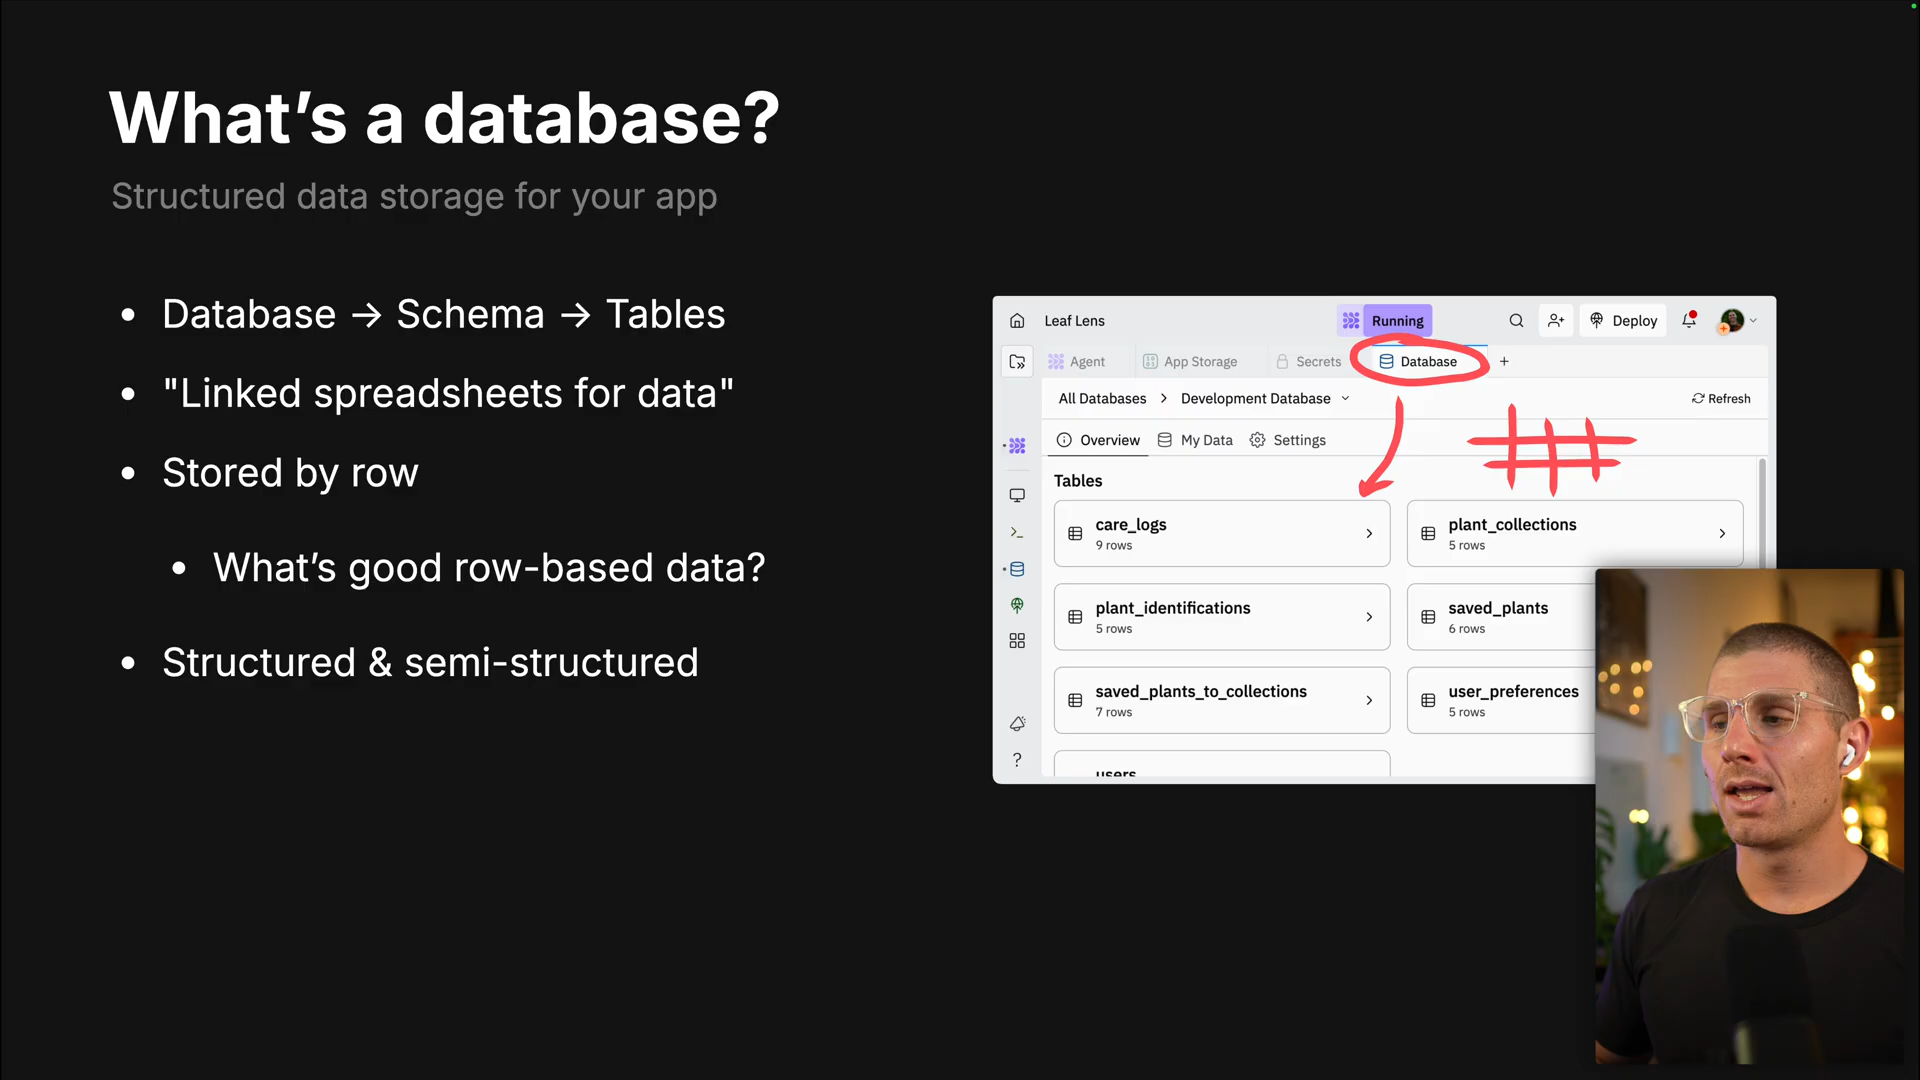 What's a database?
Structured data storage for your app
• Database → Schema → Tables
• "Linked spreadsheets for data"
• Stored by row
• What's good row-based data?
• Structured & semi-structured
Leaf Lens
Running
Deploy
Agent
App Storage
Secrets
Database
+
All Databases > Development Database
Refresh
Overview
My Data
Settings
Tables
care_logs
9 rows
plant_collections
5 rows
plant_identifications
5 rows
saved_plants
6 rows
saved_plants_to_collections
7 rows
user_preferences
5 rows
users
?